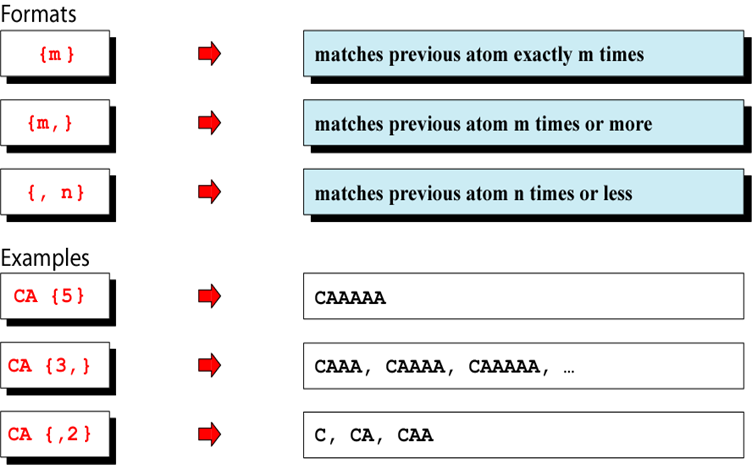 Formats
{m } matches previous atom exactly m times
{m,} matches previous atom m times or more
{, n} matches previous atom n times or less
Examples
CA {5} CAAAAA
CA {3,} CAAA, CAAAA, CAAAAA, …
CA {,2} C, CA, CAA